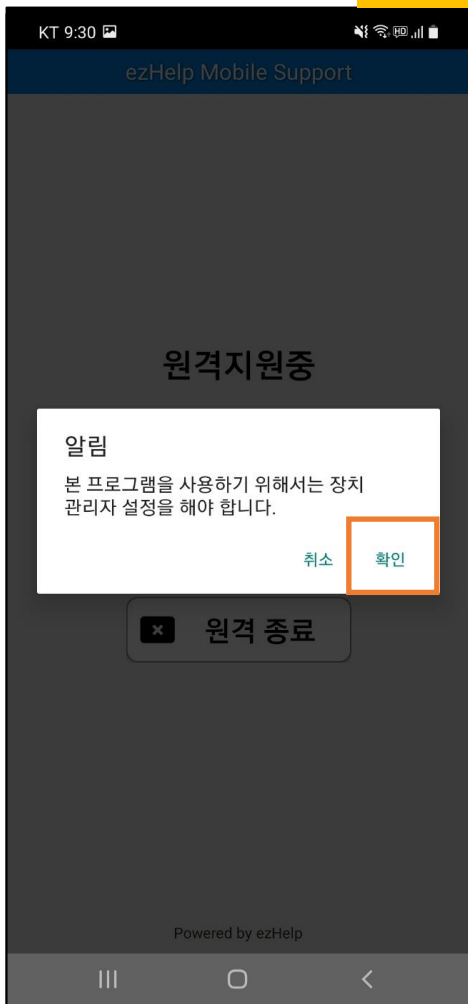 KT 9:30
ezHelp Mobile Support
원격지원중
알림
본 프로그램을 사용하기 위해서는 장치
관리자 설정을 해야 합니다.
취소 확인
원격 종료
Powered by ezHelp